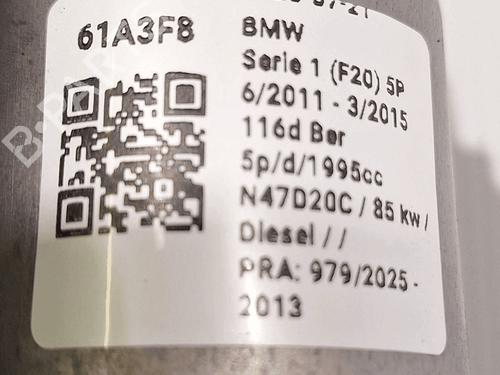 61A3F8
BMW
Serie 1 (F20) 5P
6/2011 - 3/2015
116d Ber
5p/d/1995cc
N47D20C / 85 kw /
Diesel / /
PRA: 979/2025 -
2013
B-PARTS